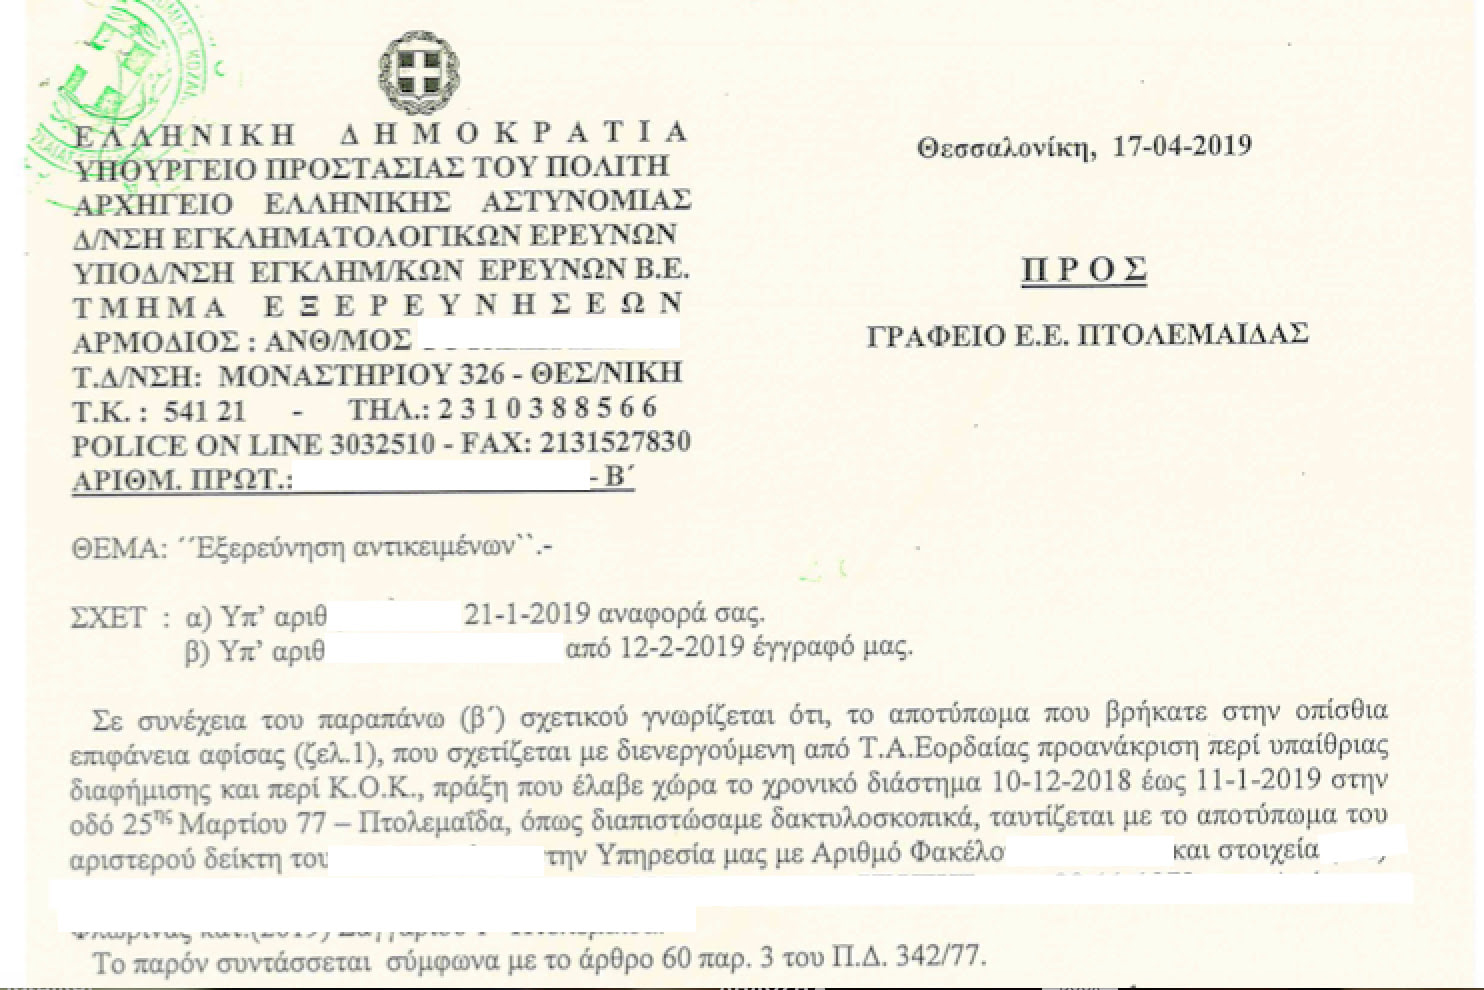 ΕΛΛΗΝΙΚΗ ΔΗΜΟΚΡΑΤΙΑ
ΥΠΟΥΡΓΕΙΟ ΠΡΟΣΤΑΣΙΑΣ ΤΟΥ ΠΟΛΙΤΗ
ΑΡΧΗΓΕΙΟ ΕΛΛΗΝΙΚΗΣ ΑΣΤΥΝΟΜΙΑΣ
Δ/ΝΣΗ ΕΓΚΛΗΜΑΤΟΛΟΓΙΚΩΝ ΕΡΕΥΝΩΝ
ΥΠΟΔ/ΝΣΗ ΕΓΚΛΗΜ/ΚΩΝ ΕΡΕΥΝΩΝ Β.Ε.
ΤΜΗΜΑ ΕΞΕΡΕΥΝΗΣΕΩΝ
ΑΡΜΟΔΙΟΣ : ΑΝΘ/ΜΟΣ
Τ.Δ/ΝΣΗ: ΜΟΝΑΣΤΗΡΙΟΥ 326 - ΘΕΣ/ΝΙΚΗ
Τ.Κ. : 541 21 - ΤΗΛ.: 2310388566
POLICE ON LINE 3032510 - FAX: 2131527830
ΑΡΙΘΜ. ΠΡΩΤ.: - Β΄
Θεσσαλονίκη, 17-04-2019
ΠΡΟΣ
ΓΡΑΦΕΙΟ Ε.Ε. ΠΤΟΛΕΜΑΙΔΑΣ
ΘΕΜΑ: ΄΄Εξερεύνηση αντικειμένων``.-
ΣΧΕΤ : α) Υπ’ αριθ 21-1-2019 αναφορά σας.
β) Υπ’ αριθ από 12-2-2019 έγγραφό μας.
Σε συνέχεια του παραπάνω (β΄) σχετικού γνωρίζεται ότι, το αποτύπωμα που βρήκατε στην οπίσθια
επιφάνεια αφίσας (ζελ.1), που σχετίζεται με διενεργούμενη από Τ.Α.Εορδαίας προανάκριση περί υπαίθριας
διαφήμισης και περί Κ.Ο.Κ., πράξη που έλαβε χώρα το χρονικό διάστημα 10-12-2018 έως 11-1-2019 στην
οδό 25ης Μαρτίου 77 – Πτολεμαΐδα, όπως διαπιστώσαμε δακτυλοσκοπικά, ταυτίζεται με το αποτύπωμα του
αριστερού δείκτη του την Υπηρεσία μας με Αριθμό Φακέλο και στοιχεία
Το παρόν συντάσσεται σύμφωνα με το άρθρο 60 παρ. 3 του Π.Δ. 342/77.